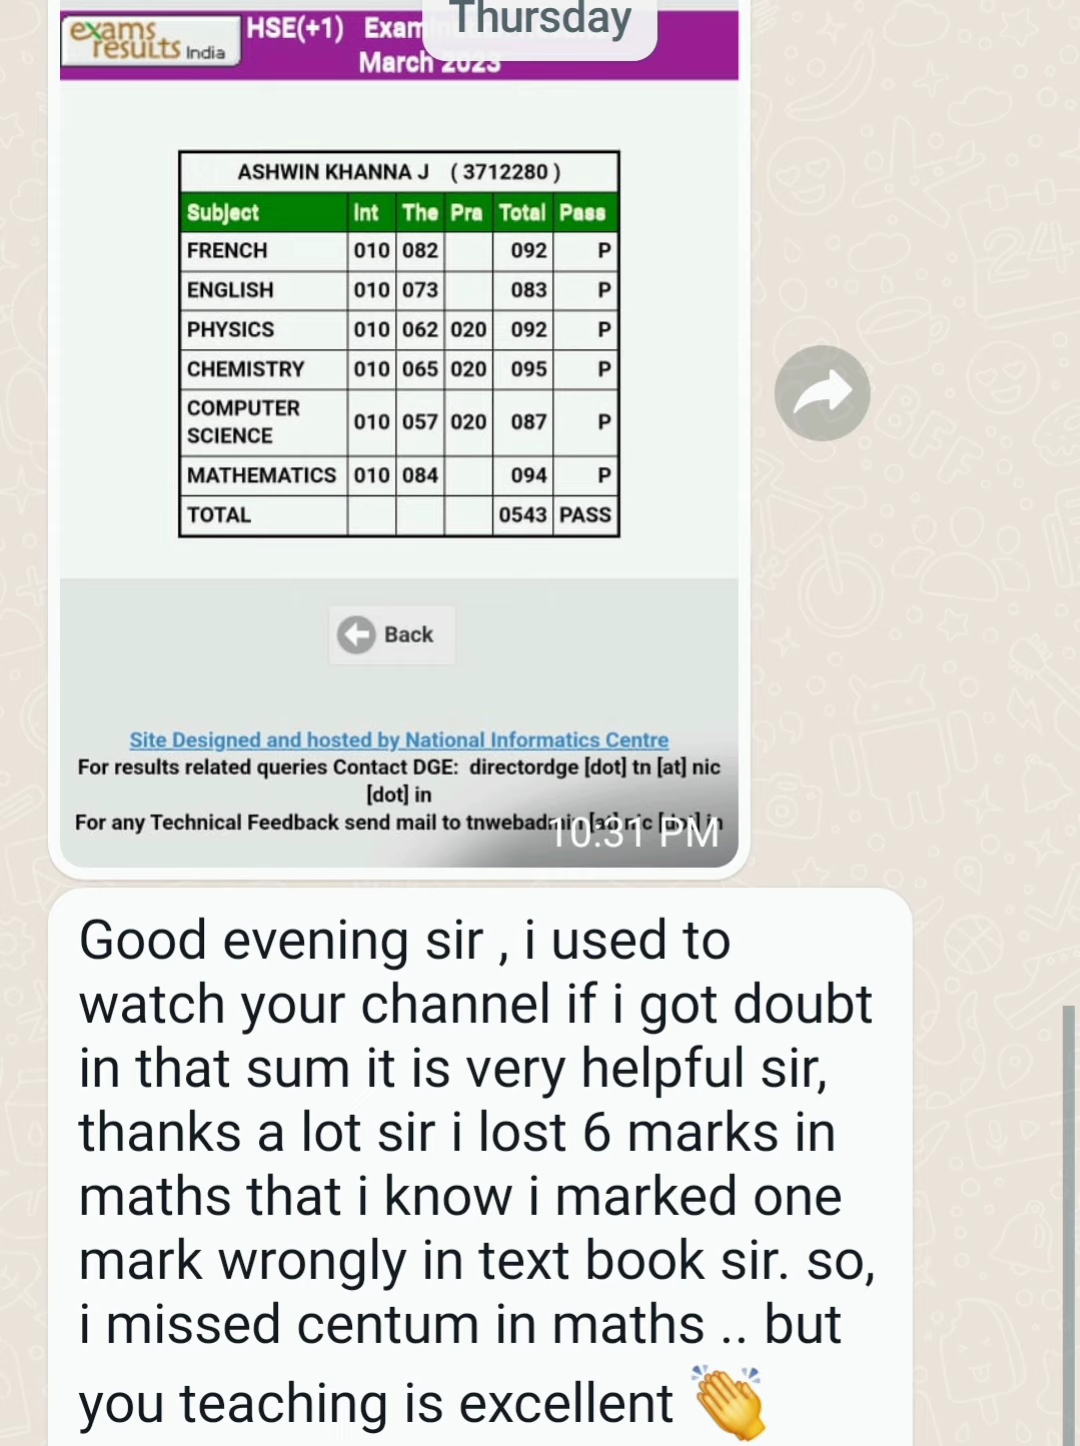 Thursday
exams
results India
HSE(+1) Exam
March 2023
ASHWIN KHANNA J ( 3712280 )
Subject Int The Pra Total Pass
FRENCH 010 082 092 P
ENGLISH 010 073 083 P
PHYSICS 010 062 020 092 P
CHEMISTRY 010 065 020 095 P
COMPUTER
SCIENCE 010 057 020 087 P
MATHEMATICS 010 084 094 P
TOTAL 0543 PASS
Back
Site Designed and hosted by National Informatics Centre
For results related queries Contact DGE: directordge [dot] tn [at] nic
[dot] in
For any Technical Feedback send mail to tnwebadmin [at] nic [dot] in
10:31 PM
Good evening sir , i used to
watch your channel if i got doubt
in that sum it is very helpful sir,
thanks a lot sir i lost 6 marks in
maths that i know i marked one
mark wrongly in text book sir. so,
i missed centum in maths .. but
you teaching is excellent 👏